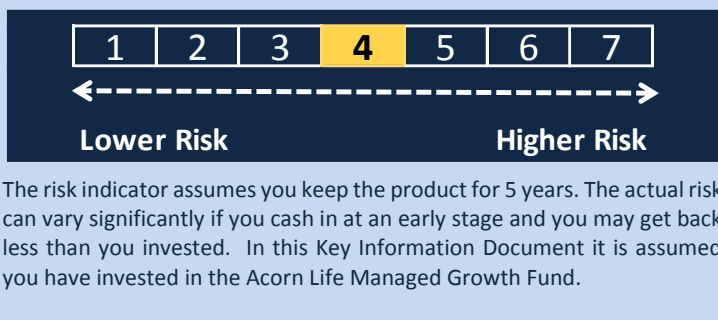 1 2 3 4 5 6 7
Lower Risk Higher Risk
The risk indicator assumes you keep the product for 5 years. The actual risk
can vary significantly if you cash in at an early stage and you may get back
less than you invested. In this Key Information Document it is assumed
you have invested in the Acorn Life Managed Growth Fund.